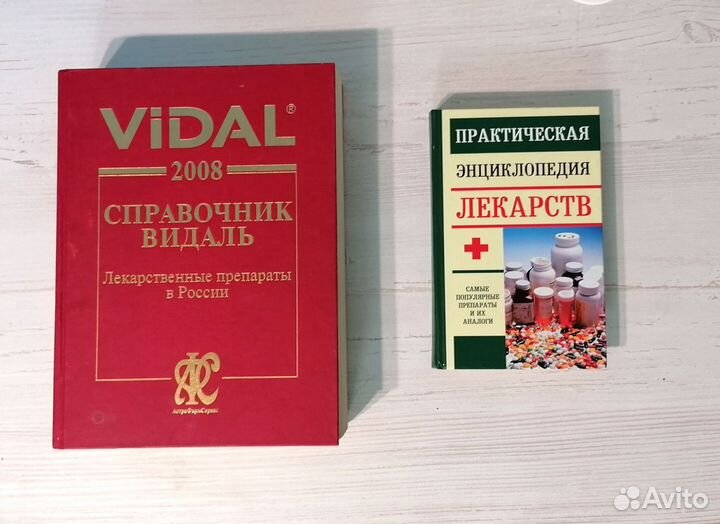 ViDAL®
2008
СПРАВОЧНИК
ВИДАЛЬ
Лекарственные препараты
в России
АстраФармСервис
ПРАКТИЧЕСКАЯ
ЭНЦИКЛОПЕДИЯ
ЛЕКАРСТВ
САМЫЕ
ПОПУЛЯРНЫЕ
ПРЕПАРАТЫ
И ИХ
АНАЛОГИ
Avito